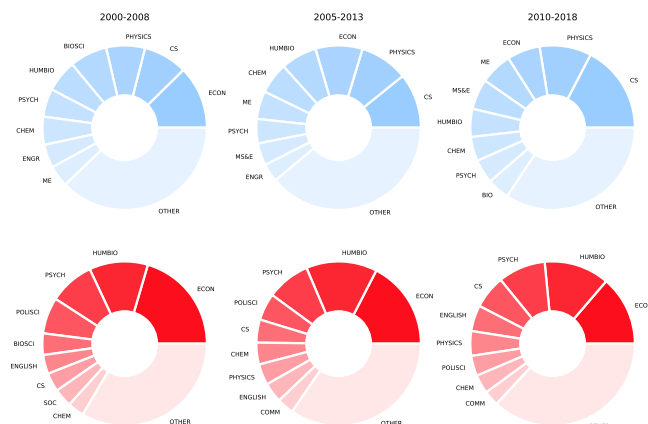 2000-2008
PHYSICS
BIOSCI
CS
HUMBIO
ECON
PSYCH
CHEM
ENGR
ME
OTHER
2005-2013
ECON
HUMBIO
PHYSICS
CHEM
CS
ME
PSYCH
MS&E
ENGR
OTHER
2010-2018
PHYSICS
ECON
ME
CS
MS&E
HUMBIO
CHEM
PSYCH
BIO
OTHER
HUMBIO
PSYCH
ECON
POLISCI
BIOSCI
ENGLISH
CS
SOC
CHEM
OTHER
HUMBIO
PSYCH
ECON
POLISCI
CS
CHEM
PHYSICS
ENGLISH
COMM
OTHER
HUMBIO
PSYCH
CS
ECO
ENGLISH
PHYSICS
POLISCI
CHEM
COMM